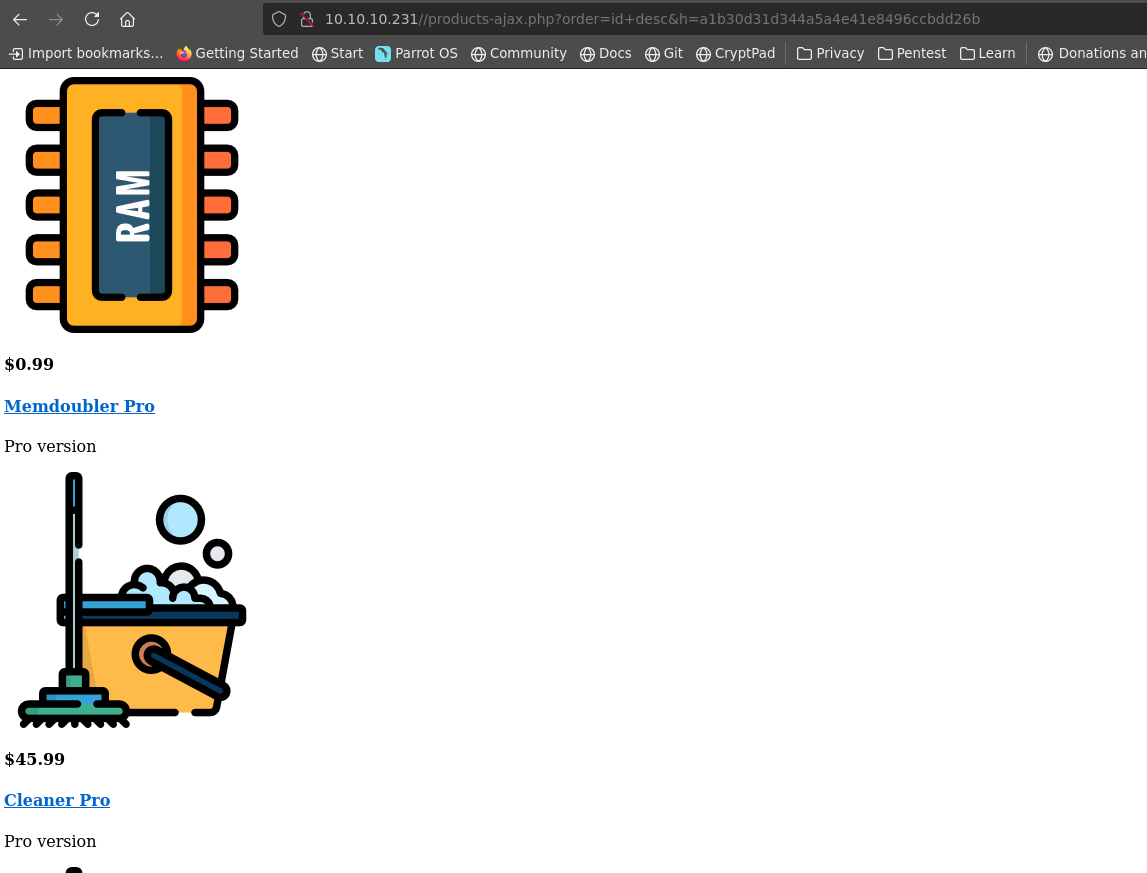 10.10.10.231//products-ajax.php?order=id+desc&h=a1b30d31d344a5a4e41e8496ccbdd26b
Import bookmarks... Getting Started Start Parrot OS Community Docs Git CryptPad Privacy Pentest Learn Donations an
RAM
$0.99
Memdoubler Pro
Pro version
$45.99
Cleaner Pro
Pro version